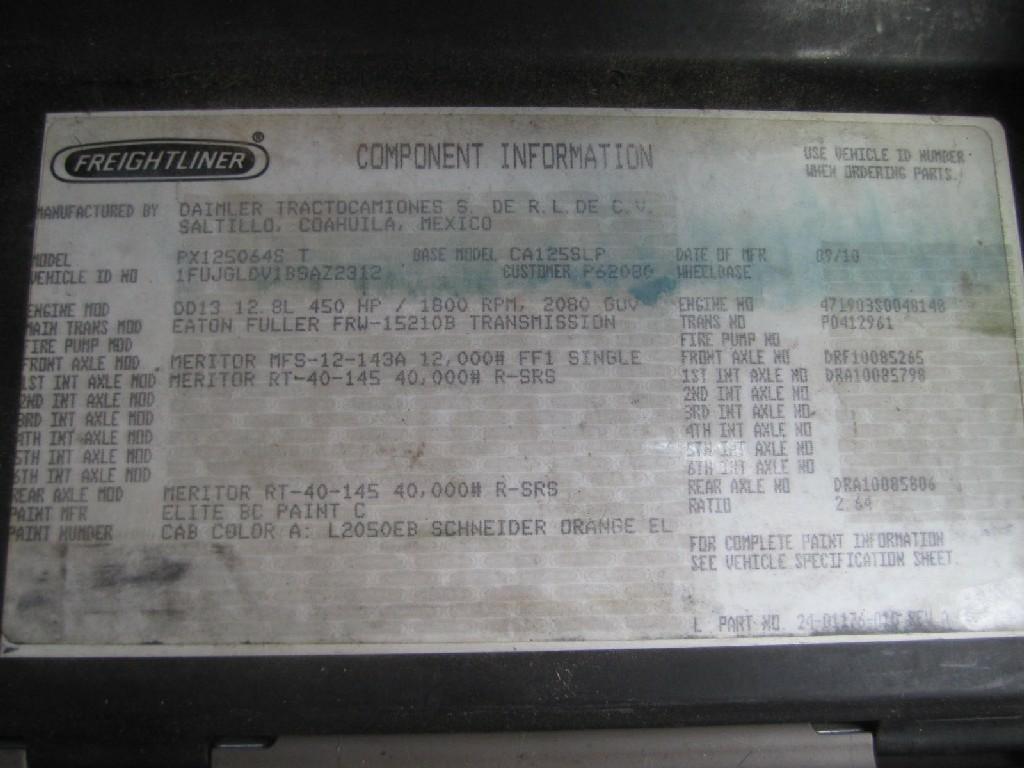 FREIGHTLINER ®
COMPONENT INFORMATION
USE VEHICLE ID NUMBER
WHEN ORDERING PARTS.
MANUFACTURED BY DAIMLER TRACTOCAMIONES S. DE R.L.DE C.V.
SALTILLO, COAHUILA, MEXICO
MODEL PX125064S T BASE MODEL CA125SLP DATE OF MFR 09/10
VEHICLE ID NO CUSTOMER P62080 WHEELBASE
ENGINE MOD DD13 12.8L 450 HP / 1800 RPM, 2080 GOV ENGINE NO 471903S0048148
MAIN TRANS MOD EATON FULLER FRW-15210B TRANSMISSION TRANS NO P0412961
FIRE PUMP MOD FIRE PUMP NO
FRONT AXLE MOD MERITOR MFS-12-143A 12,000# FF1 SINGLE FRONT AXLE NO DRF10085265
1ST INT AXLE MOD MERITOR RT-40-145 40,000# R-SRS 1ST INT AXLE NO DRA10085798
2ND INT AXLE MOD 2ND INT AXLE NO
3RD INT AXLE MOD 3RD INT AXLE NO
4TH INT AXLE MOD 4TH INT AXLE NO
5TH INT AXLE MOD 5TH INT AXLE NO
6TH INT AXLE MOD 6TH INT AXLE NO
REAR AXLE MOD MERITOR RT-40-145 40,000# R-SRS REAR AXLE NO DRA10085806
PAINT MFR ELITE BC PAINT C RATIO 2.64
PAINT NUMBER CAB COLOR A: L2050EB SCHNEIDER ORANGE EL
FOR COMPLETE PAINT INFORMATION
SEE VEHICLE SPECIFICATION SHEET.
L PART NO. 24-01176-010 REV